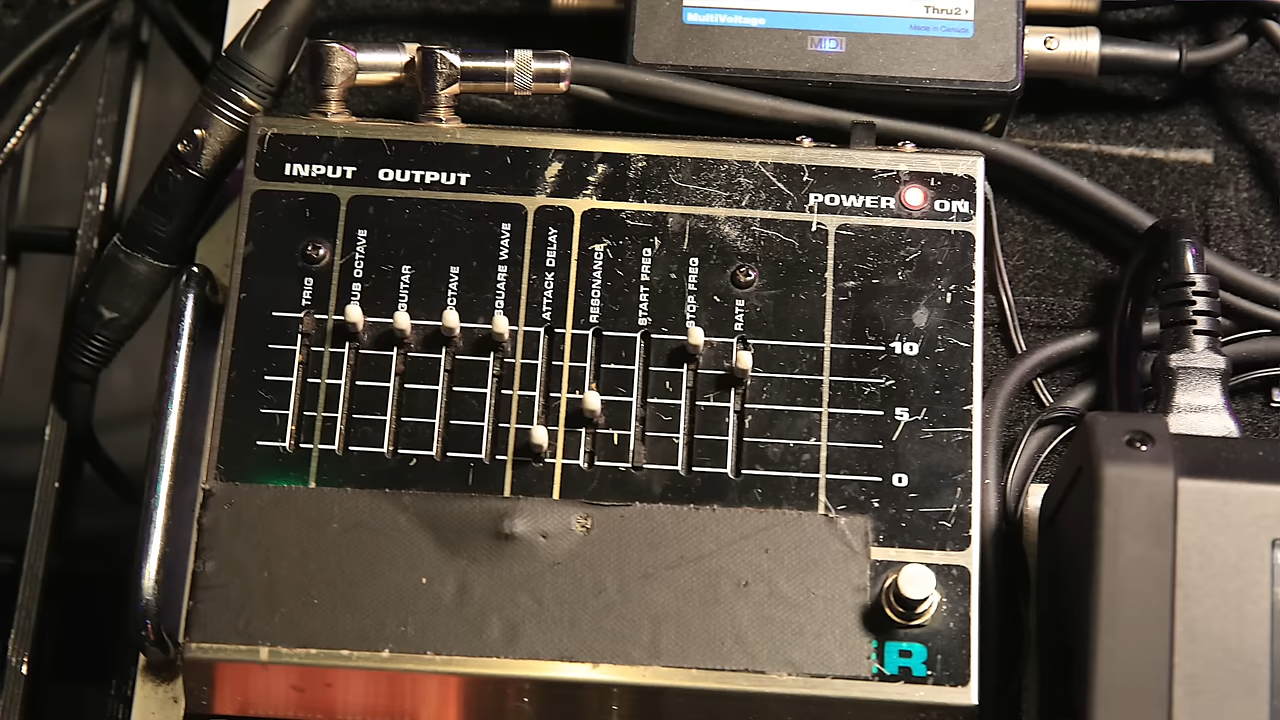 Thru2
MultiVoltage
Made in Canada
MIDI
INPUT OUTPUT
POWER ON
TRIG
SUB OCTAVE
GUITAR
OCTAVE
SQUARE WAVE
ATTACK DELAY
RESONANCE
START FREQ
STOP FREQ
RATE
10
5
0
R